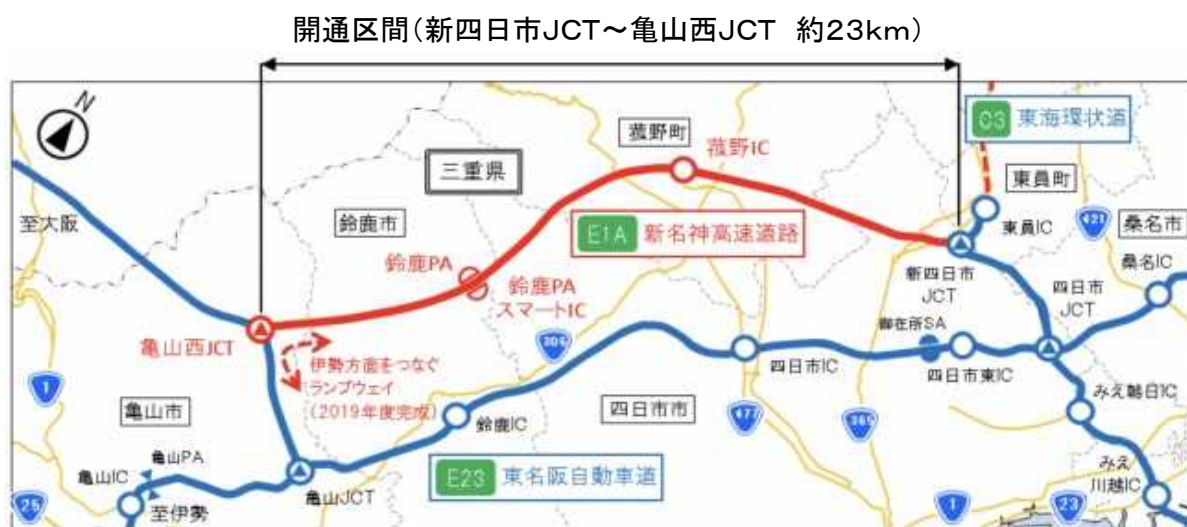 開通区間(新四日市JCT～亀山西JCT 約23km)
N
C3 東海環状道
菰野町
菰野IC
三重県
東員町
421
至大阪
鈴鹿市
E1A 新名神高速道路
東員IC
桑名市
桑名IC
鈴鹿PA
鈴鹿PA
スマートIC
新四日市
JCT
四日市
JCT
306
御在所SA
亀山西JCT
伊勢方面をつなぐ
ランプウェイ
(2019年度完成)
四日市IC
四日市東IC
1
亀山市
鈴鹿IC
四日市市
477
365
みえ朝日IC
亀山PA
亀山IC
E23 東名阪自動車道
みえ
川越IC
亀山JCT
25
至伊勢
1
23